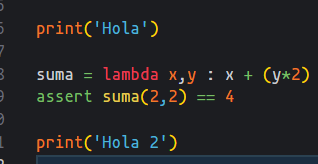 print('Hola')
suma = lambda x,y : x + (y*2)
assert suma(2,2) == 4
print('Hola 2')